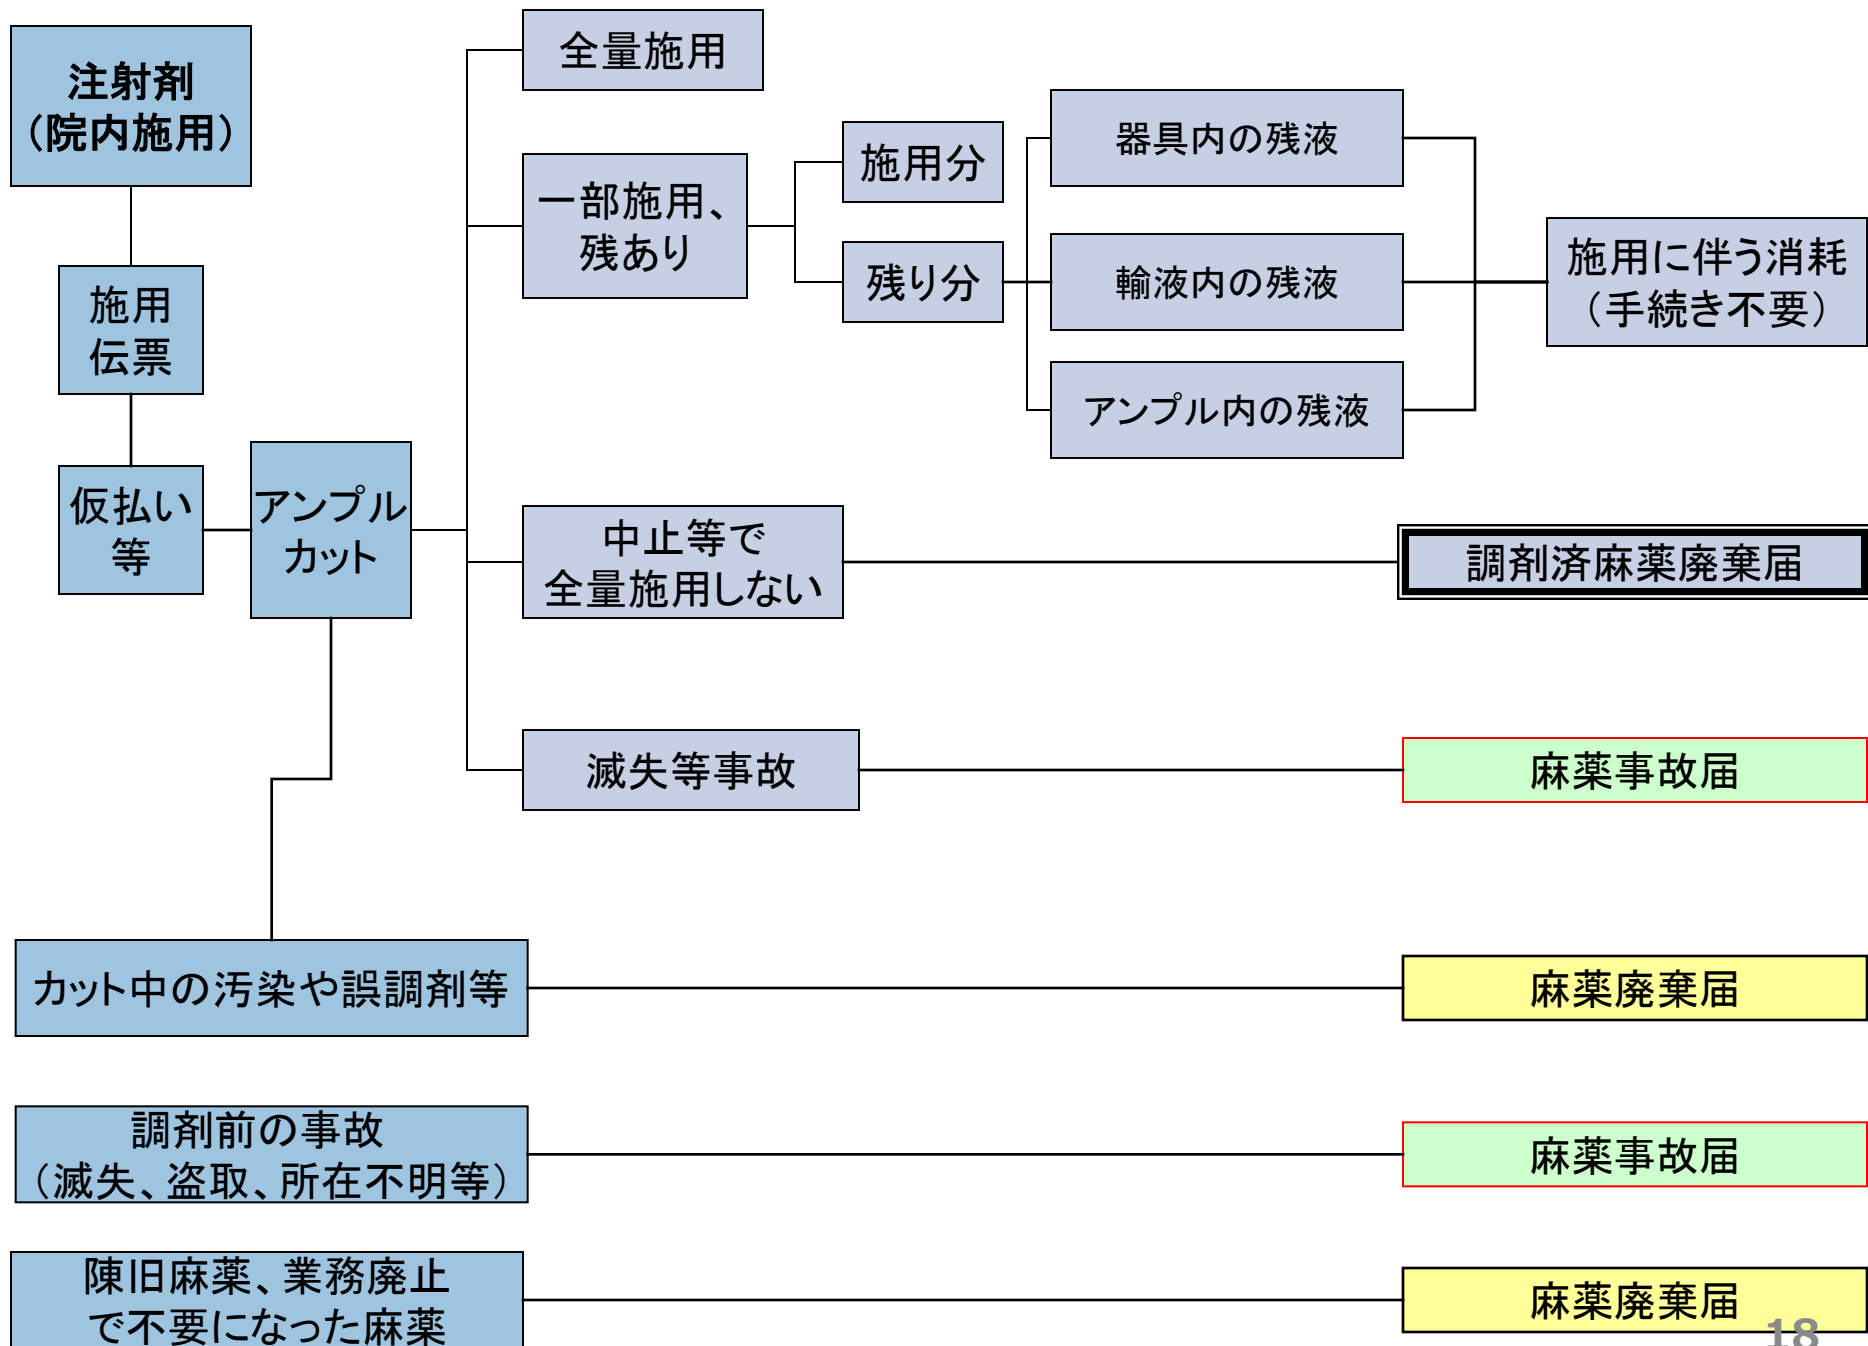 注射剤
（院内施用）
施用
伝票
仮払い
等
アンプル
カット
全量施用
一部施用、
残あり
施用分
残り分
器具内の残液
輸液内の残液
アンプル内の残液
施用に伴う消耗
（手続き不要）
中止等で
全量施用しない
調剤済麻薬廃棄届
滅失等事故
麻薬事故届
カット中の汚染や誤調剤等
麻薬廃棄届
調剤前の事故
（滅失、盗取、所在不明等）
麻薬事故届
陳旧麻薬、業務廃止
で不要になった麻薬
麻薬廃棄届
18